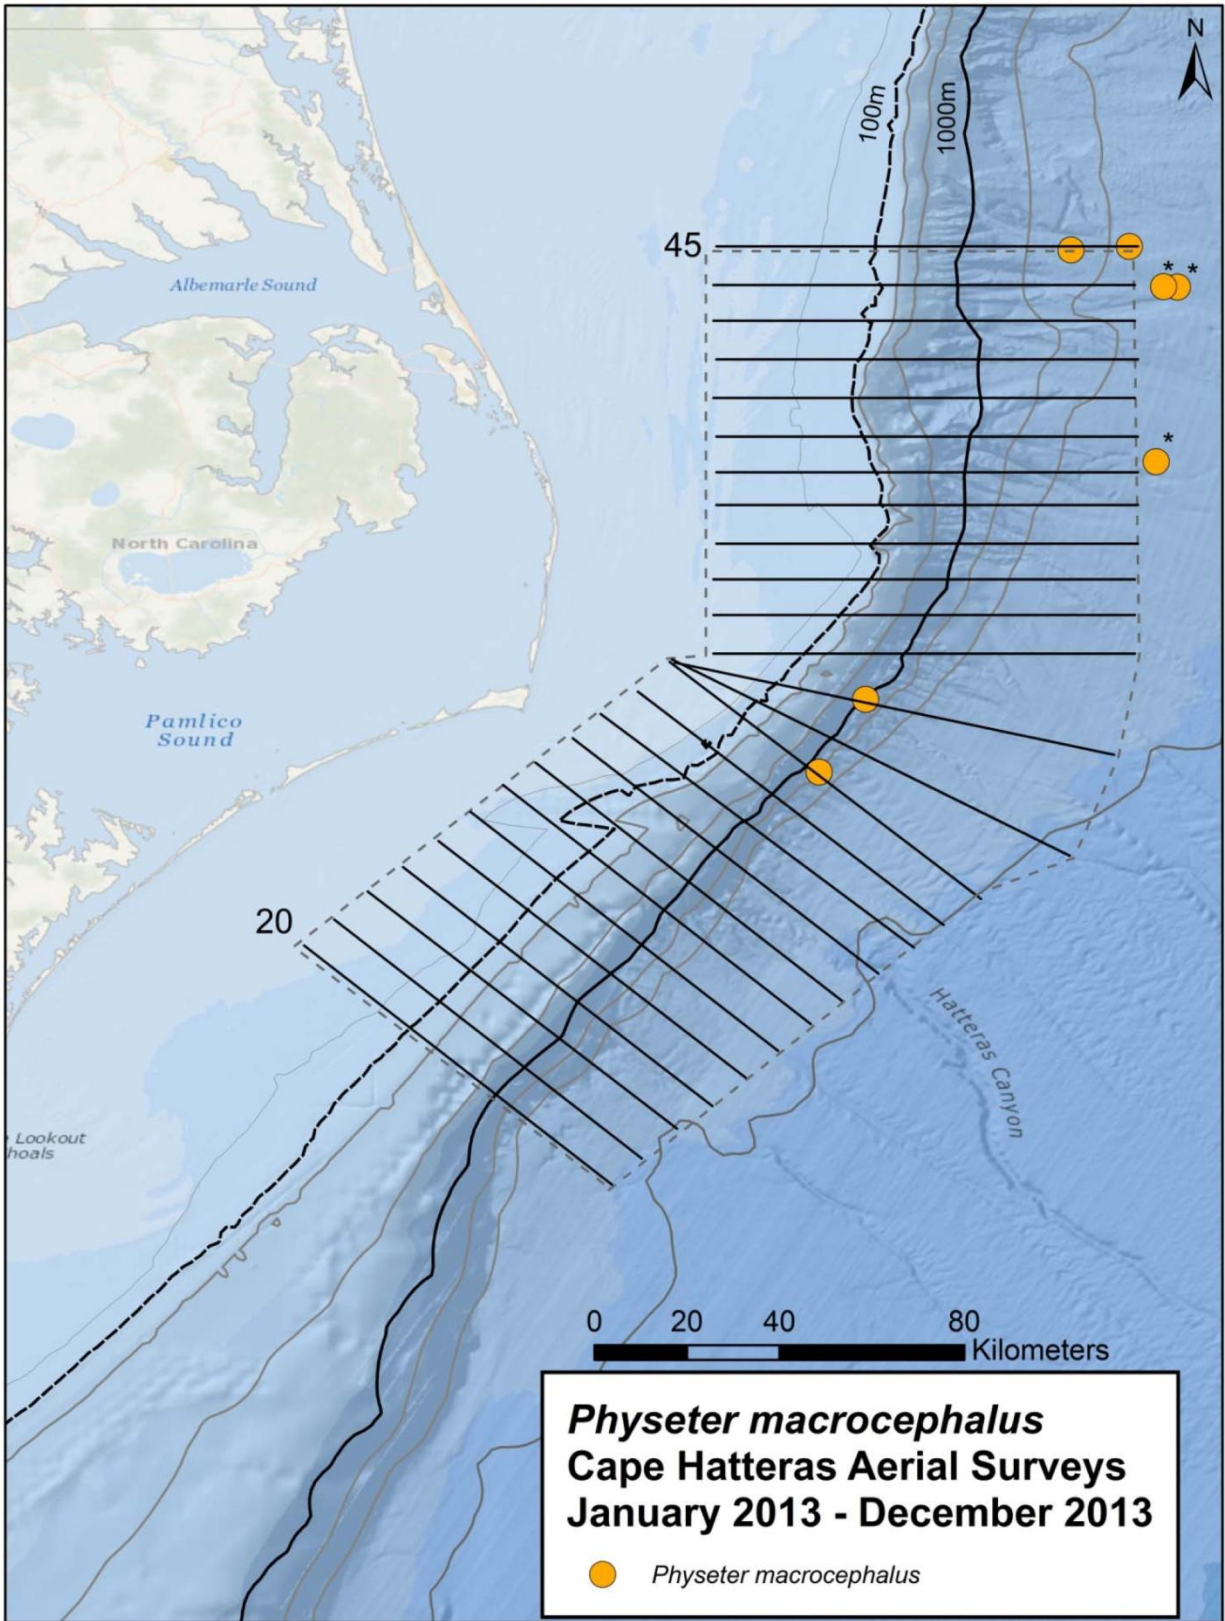 N
100m
1000m
45
* *
Albemarle Sound
*
North Carolina
Pamlico
Sound
20
Hatteras Canyon
Lookout
hoals
0 20 40 80
Kilometers
Physeter macrocephalus
Cape Hatteras Aerial Surveys
January 2013 - December 2013
Physeter macrocephalus